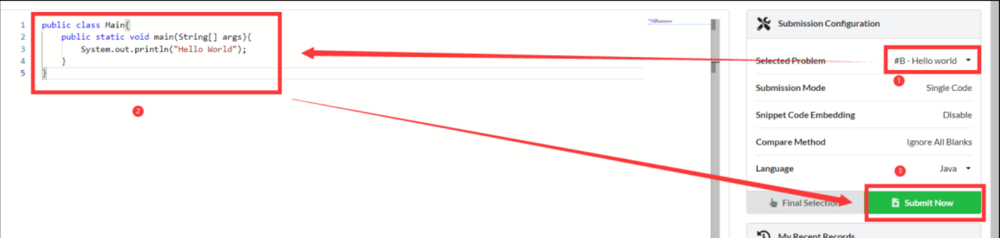 1 public class Main{
2 public static void main(String[] args){
3 System.out.println("Hello World");
4 }
5 }
2
Submission Configuration
Selected Problem #B - Hello world
1
Submission Mode Single Code
Snippet Code Embedding Disable
Compare Method Ignore All Blanks
Language 3 Java
Final Selection Submit Now
My Recent Records